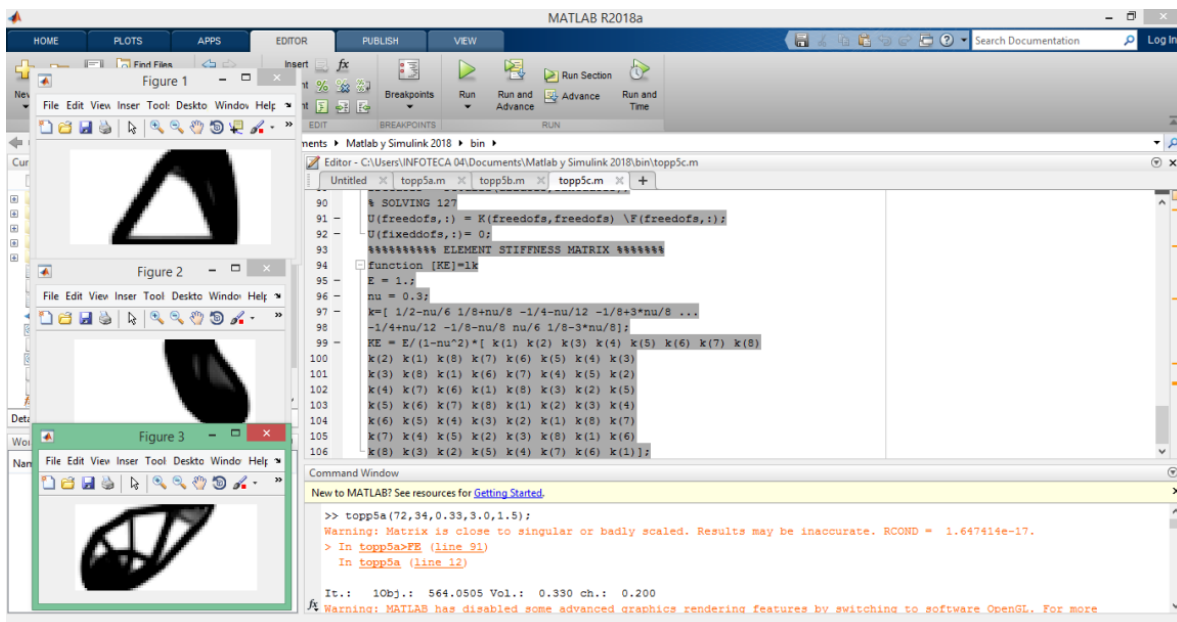 MATLAB R2018a
HOME PLOTS APPS EDITOR PUBLISH VIEW
Search Documentation
Log In
Find Files
Insert fx
Breakpoints
Run
Run and Advance
Run Section
Advance
Run and Time
EDIT BREAKPOINTS RUN
Matlab y Simulink 2018 bin
Editor - C:\Users\INFOTECA 04\Documents\Matlab y Simulink 2018\bin\topp5c.m
Untitled topp5a.m topp5b.m topp5c.m
90 % SOLVING 127
91 - U(freedofs,:) = K(freedofs,freedofs) \F(freedofs,:);
92 - U(fixeddofs,:)= 0;
93 %%%%%%%%%% ELEMENT STIFFNESS MATRIX %%%%%%%
94 function [KE]=lk
95 - E = 1.;
96 - nu = 0.3;
97 - k=[ 1/2-nu/6 1/8+nu/8 -1/4-nu/12 -1/8+3*nu/8 ...
98 -1/4+nu/12 -1/8-nu/8 nu/6 1/8-3*nu/8];
99 - KE = E/(1-nu^2)*[ k(1) k(2) k(3) k(4) k(5) k(6) k(7) k(8)
100 k(2) k(1) k(8) k(7) k(6) k(5) k(4) k(3)
101 k(3) k(8) k(1) k(6) k(7) k(4) k(5) k(2)
102 k(4) k(7) k(6) k(1) k(8) k(3) k(2) k(5)
103 k(5) k(6) k(7) k(8) k(1) k(2) k(3) k(4)
104 k(6) k(5) k(4) k(3) k(2) k(1) k(8) k(7)
105 k(7) k(4) k(5) k(2) k(3) k(8) k(1) k(6)
106 k(8) k(3) k(2) k(5) k(4) k(7) k(6) k(1)];
Command Window
New to MATLAB? See resources for Getting Started.
>> topp5a(72,34,0.33,3.0,1.5);
Warning: Matrix is close to singular or badly scaled. Results may be inaccurate. RCOND = 1.647414e-17.
> In topp5a>FE (line 91)
In topp5a (line 12)
It.: 1Obj.: 564.0505 Vol.: 0.330 ch.: 0.200
fx Warning: MATLAB has disabled some advanced graphics rendering features by switching to software OpenGL. For more
Figure 1
File Edit View Inser Tool: Deskto Window Help
Figure 2
File Edit View Inser Tool Deskto Windo Help
Figure 3
File Edit View Inser Tool Deskto Windo Help